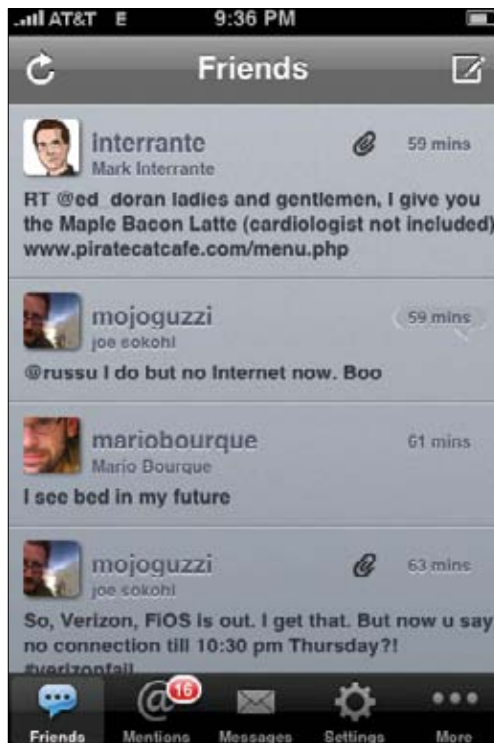 AT&T E 9:36 PM
Friends
interrante 59 mins
Mark Interrante
RT @ed_doran ladies and gentlemen, I give you
the Maple Bacon Latte (cardiologist not included)
www.piratecatcafe.com/menu.php
mojoguzzi 59 mins
joe sokohl
@russu I do but no Internet now. Boo
mariobourque 61 mins
Mario Bourque
I see bed in my future
mojoguzzi 63 mins
joe sokohl
So, Verizon, FiOS is out. I get that. But now u say
no connection till 10:30 pm Thursday?!
#verizonfail
16
Friends Mentions Messages Settings More